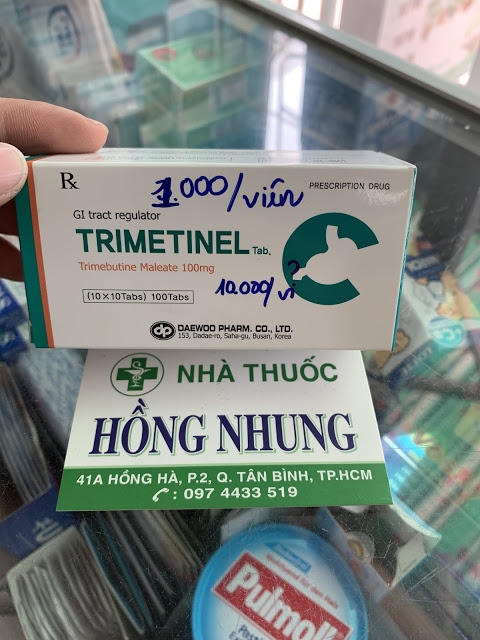 Rx
1.000/viên
PRESCRIPTION DRUG
GI tract regulator
TRIMETINEL Tab.
Trimebutine Maleate 100mg
10.000/vỉ
(10×10Tabs) 100Tabs
DP DAEWOO PHARM. CO., LTD.
153, Dadae-ro, Saha-gu, Busan, Korea
NHÀ THUỐC
HỒNG NHUNG
41A HỒNG HÀ, P.2, Q. TÂN BÌNH, TP.HCM
: 097 4433 519